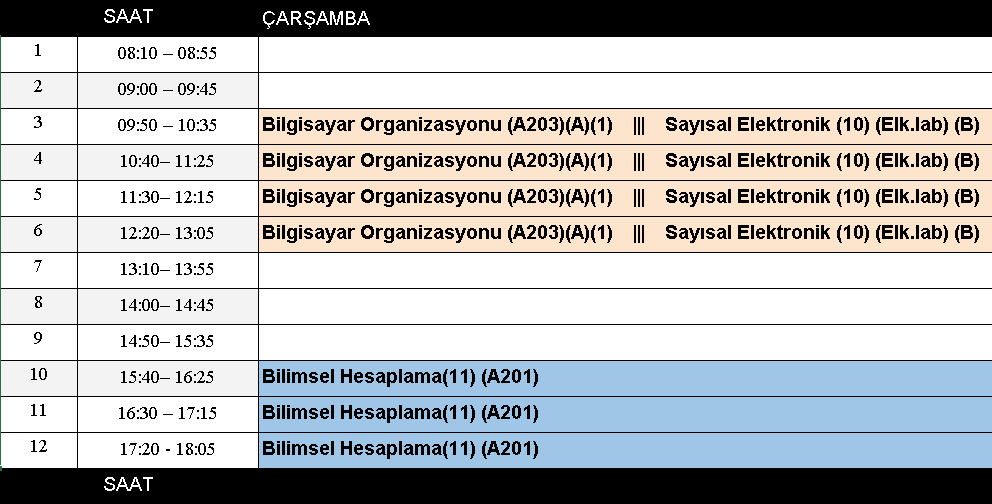 SAAT ÇARŞAMBA
1 08:10 – 08:55
2 09:00 – 09:45
3 09:50 – 10:35 Bilgisayar Organizasyonu (A203)(A)(1) ||| Sayısal Elektronik (10) (Elk.lab) (B)
4 10:40– 11:25 Bilgisayar Organizasyonu (A203)(A)(1) ||| Sayısal Elektronik (10) (Elk.lab) (B)
5 11:30– 12:15 Bilgisayar Organizasyonu (A203)(A)(1) ||| Sayısal Elektronik (10) (Elk.lab) (B)
6 12:20– 13:05 Bilgisayar Organizasyonu (A203)(A)(1) ||| Sayısal Elektronik (10) (Elk.lab) (B)
7 13:10– 13:55
8 14:00– 14:45
9 14:50– 15:35
10 15:40– 16:25 Bilimsel Hesaplama(11) (A201)
11 16:30 – 17:15 Bilimsel Hesaplama(11) (A201)
12 17:20 - 18:05 Bilimsel Hesaplama(11) (A201)
SAAT